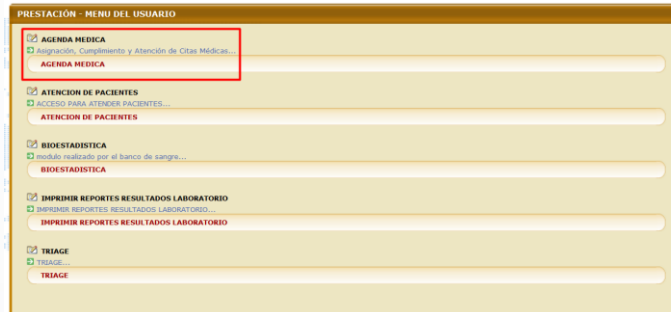 PRESTACIÓN - MENU DEL USUARIO
AGENDA MEDICA
Asignación, Cumplimiento y Atención de Citas Médicas...
AGENDA MEDICA
ATENCION DE PACIENTES
ACCESO PARA ATENDER PACIENTES...
ATENCION DE PACIENTES
BIOESTADISTICA
modulo realizado por el banco de sangre...
BIOESTADISTICA
IMPRIMIR REPORTES RESULTADOS LABORATORIO
IMPRIMIR REPORTES RESULTADOS LABORATORIO...
IMPRIMIR REPORTES RESULTADOS LABORATORIO
TRIAGE
TRIAGE...
TRIAGE